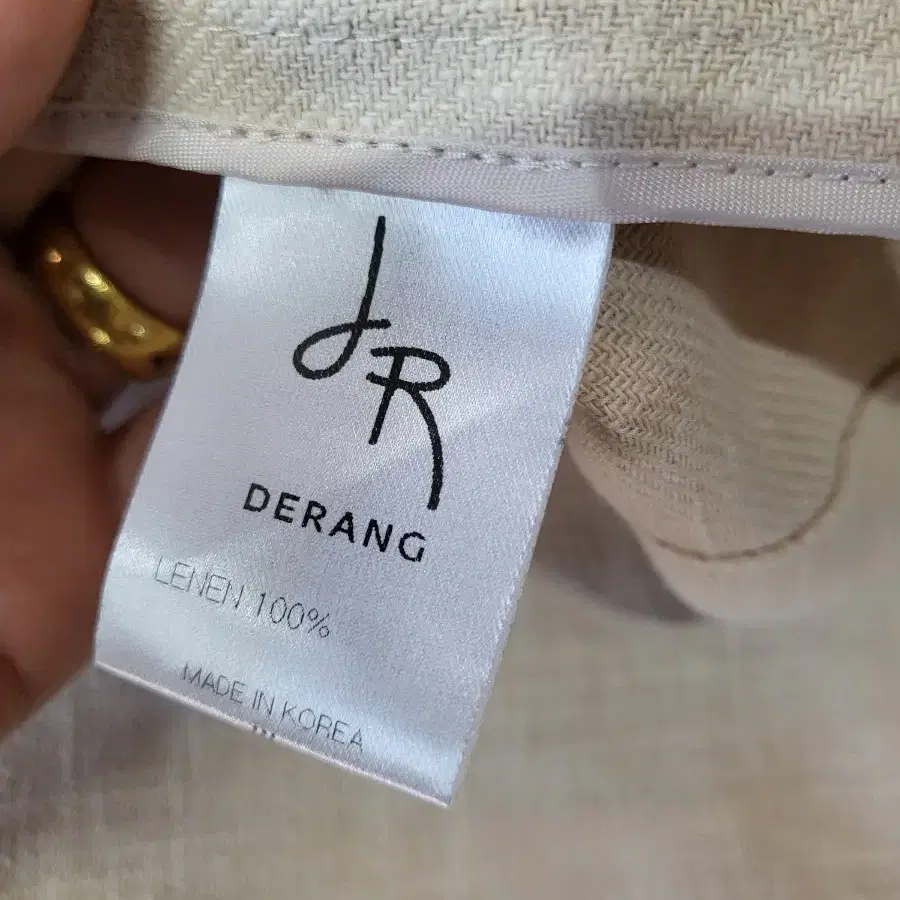 JR
DERANG
LENEN 100%
MADE IN KOREA